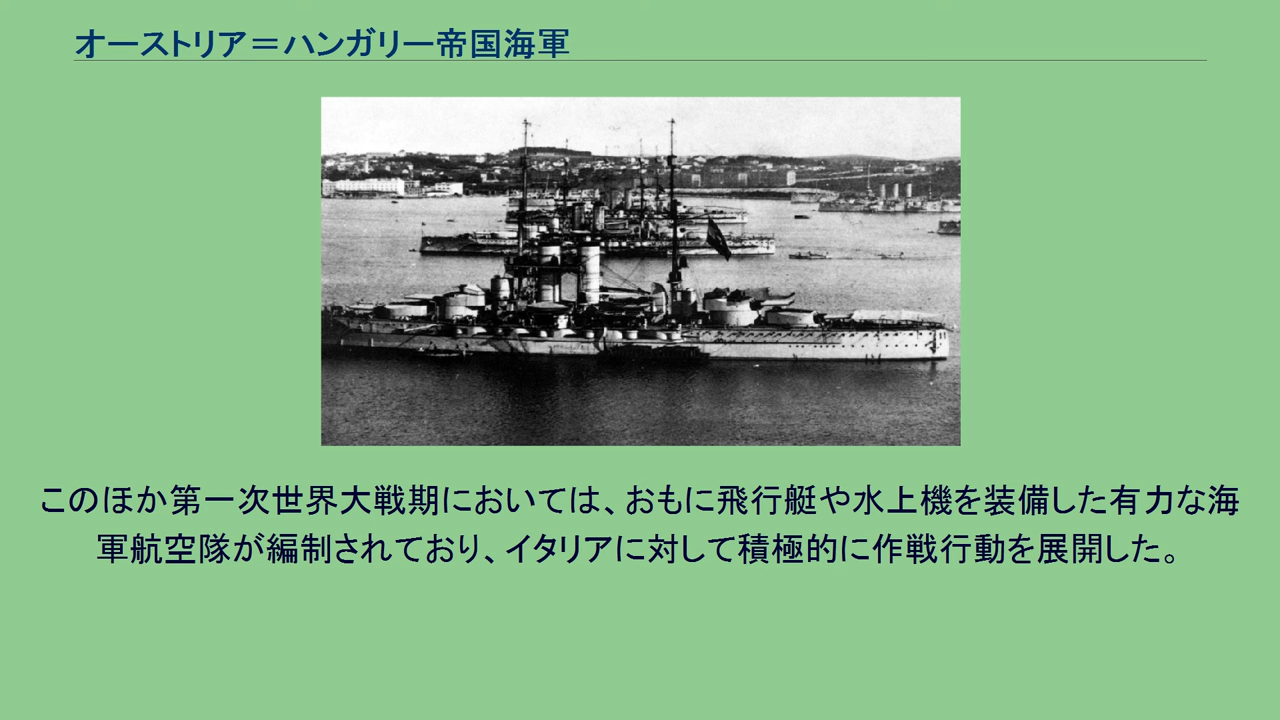 オーストリア＝ハンガリー帝国海軍
このほか第一次世界大戦期においては、おもに飛行艇や水上機を装備した有力な海
軍航空隊が編制されており、イタリアに対して積極的に作戦行動を展開した。